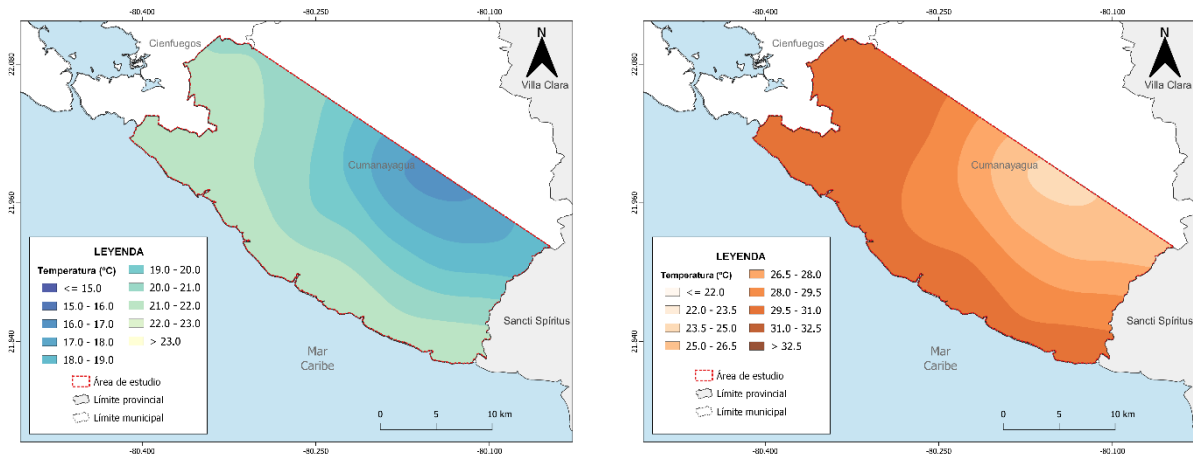 -80.400 -80.250 -80.100
22.080
21.960
21.840
Cienfuegos
Villa Clara
Cumanayagua
Sancti Spíritus
Mar
Caribe
LEYENDA
Temperatura (°C)
<= 15.0
15.0 - 16.0
16.0 - 17.0
17.0 - 18.0
18.0 - 19.0
19.0 - 20.0
20.0 - 21.0
21.0 - 22.0
22.0 - 23.0
> 23.0
Área de estudio
Límite provincial
Límite municipal
0 5 10 km
-80.400 -80.250 -80.100
-80.400 -80.250 -80.100
22.080
21.960
21.840
Cienfuegos
Villa Clara
Cumanayagua
Sancti Spíritus
Mar
Caribe
LEYENDA
Temperatura (°C)
<= 22.0
22.0 - 23.5
23.5 - 25.0
25.0 - 26.5
26.5 - 28.0
28.0 - 29.5
29.5 - 31.0
31.0 - 32.5
> 32.5
Área de estudio
Límite provincial
Límite municipal
0 5 10 km
-80.400 -80.250 -80.100